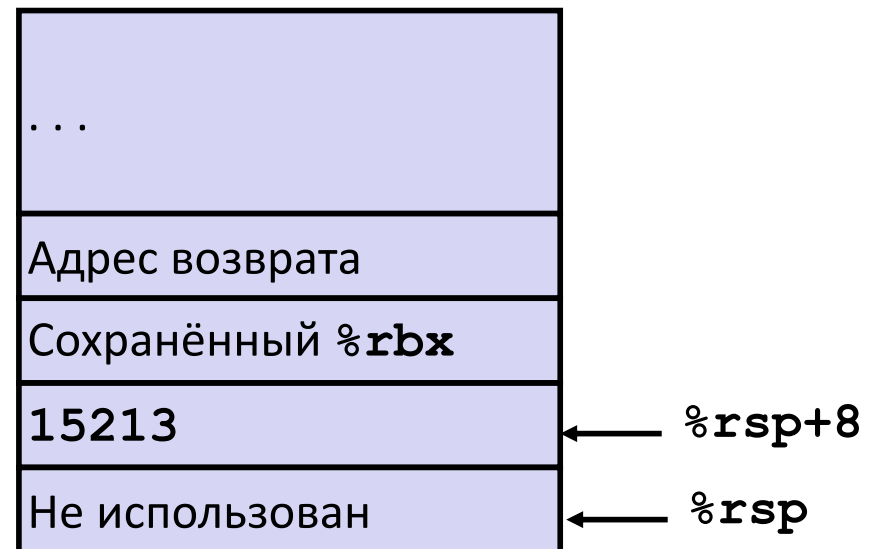 . . .
Адрес возврата
Сохранённый %rbx
15213
%rsp+8
Не использован
%rsp